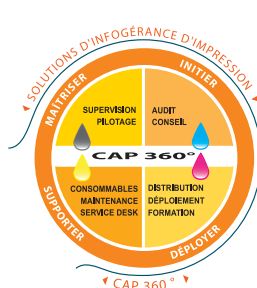 SOLUTIONS D'INFOGÉRANCE D'IMPRESSION
MAÎTRISER
INITIER
SUPERVISION
PILOTAGE
AUDIT
CONSEIL
CAP 360°
CONSOMMABLES
MAINTENANCE
SERVICE DESK
DISTRIBUTION
DÉPLOIEMENT
FORMATION
SUPPORTER
DÉPLOYER
CAP 360°